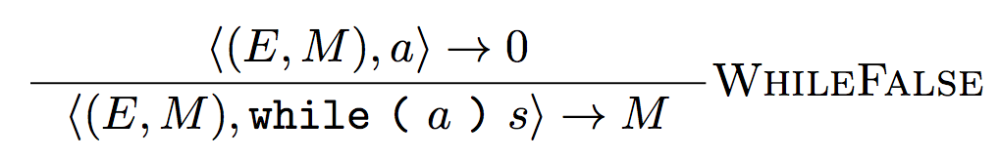 ⟨(E, M), a⟩ → 0
⟨(E, M), while ( a ) s⟩ → M
WHILEFALSE